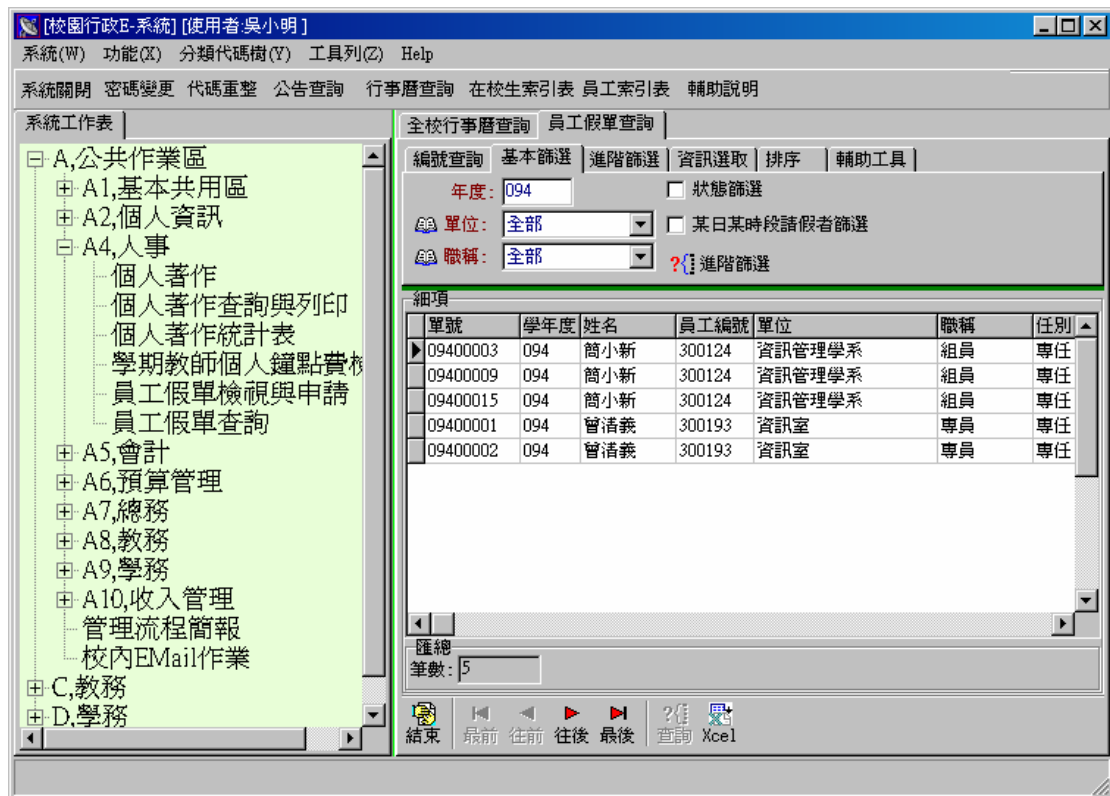 [校園行政E-系統] [使用者:吳小明 ]
系統(W) 功能(X) 分類代碼樹(Y) 工具列(Z) Help
系統關閉 密碼變更 代碼重整 公告查詢 行事曆查詢 在校生索引表 員工索引表 輔助說明
系統工作表
A,公共作業區
A1,基本共用區
A2,個人資訊
A4,人事
個人著作
個人著作查詢與列印
個人著作統計表
學期教師個人鐘點費
員工假單檢視與申請
員工假單查詢
A5,會計
A6,預算管理
A7,總務
A8,教務
A9,學務
A10,收入管理
管理流程簡報
校內EMail作業
C,教務
D,學務
全校行事曆查詢 員工假單查詢
編號查詢 基本篩選 進階篩選 資訊選取 排序 輔助工具
年度: 094 狀態篩選
單位: 全部 某日某時段請假者篩選
職稱: 全部 ?{ 進階篩選
細項
單號 學年度 姓名 員工編號 單位 職稱 任別
09400003 094 簡小新 300124 資訊管理學系 組員 專任
09400009 094 簡小新 300124 資訊管理學系 組員 專任
09400015 094 簡小新 300124 資訊管理學系 組員 專任
09400001 094 曾渚義 300193 資訊室 專員 專任
09400002 094 曾渚義 300193 資訊室 專員 專任
匯總
筆數: 5
結束 最前 往前 往後 最後 查詢 Xcel